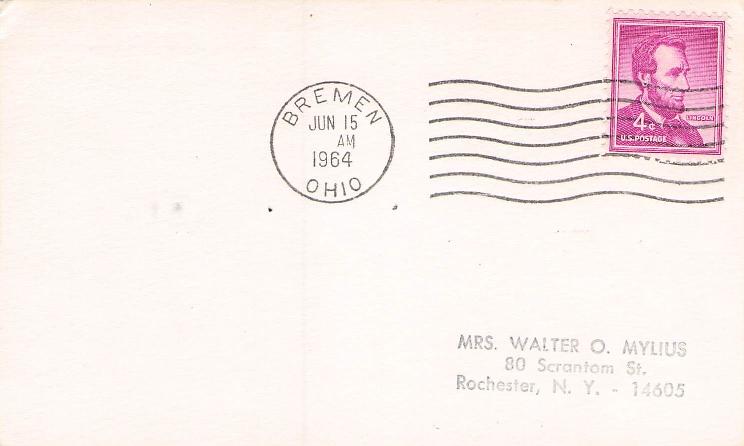 BREMEN
JUN 15
AM
1964
OHIO
LINCOLN
4¢
U.S. POSTAGE
MRS. WALTER O. MYLIUS
80 Scrantom St.
Rochester, N. Y. - 14605